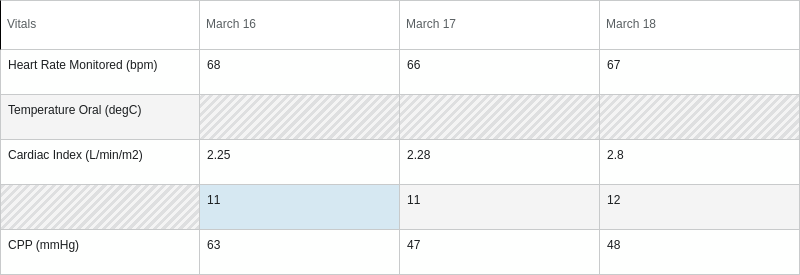 Vitals March 16 March 17 March 18
Heart Rate Monitored (bpm) 68 66 67
Temperature Oral (degC)
Cardiac Index (L/min/m2) 2.25 2.28 2.8
11 11 12
CPP (mmHg) 63 47 48